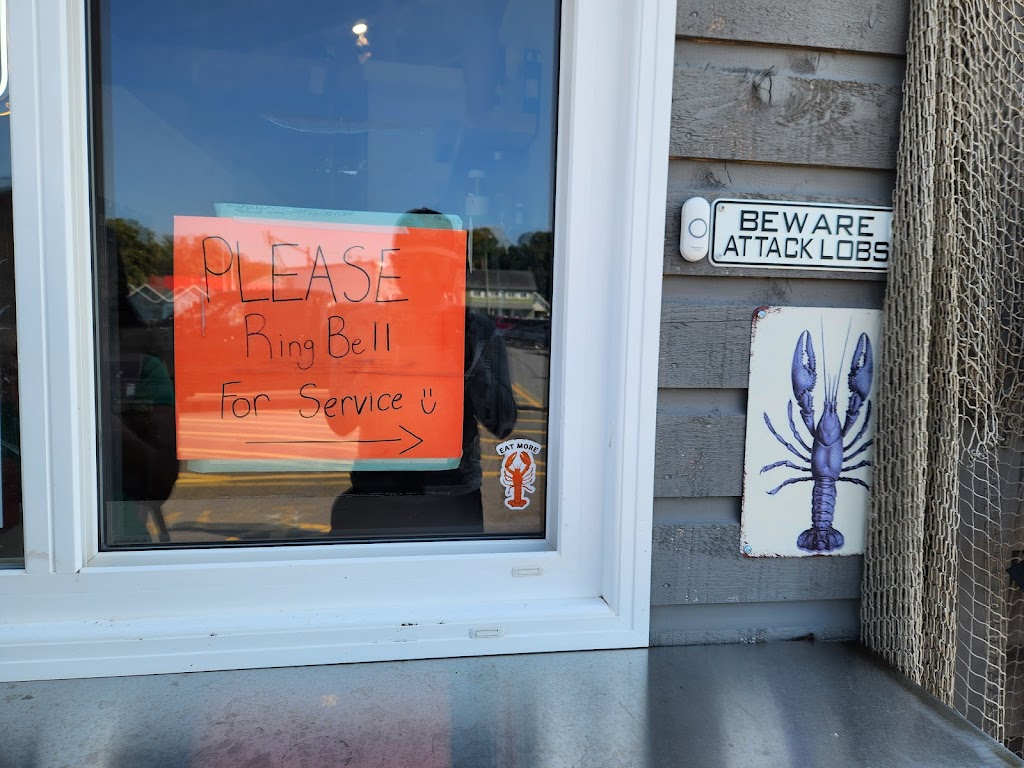 PLEASE
Ring Bell
For Service
EAT MORE
BEWARE
ATTACK LOBS